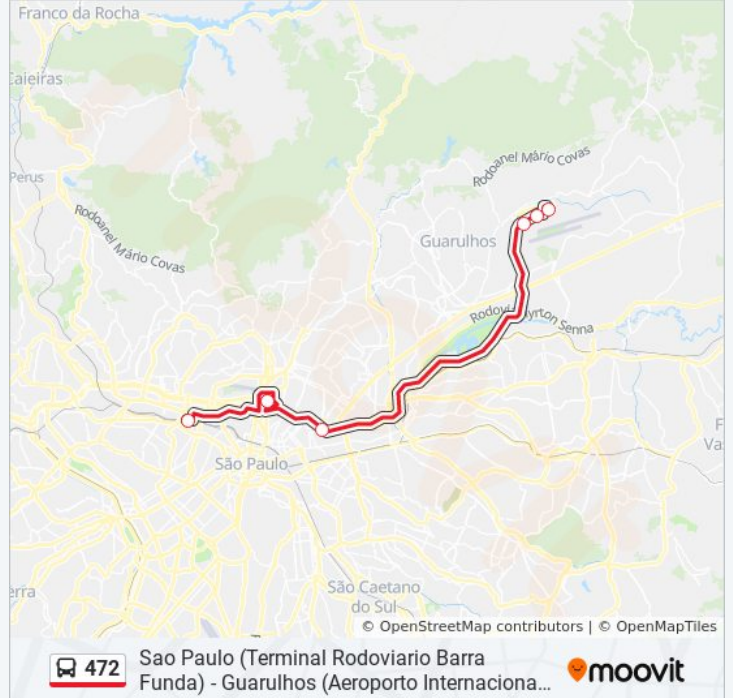 Franco da Rocha
Caieiras
Perus
Rodoanel Mário Covas
Rodoanel Mário Covas
Guarulhos
Rodovia Ayrton Senna
São Paulo
São Caetano
do Sul
© OpenStreetMap contributors | © OpenMapTiles
472
Sao Paulo (Terminal Rodoviario Barra
Funda) - Guarulhos (Aeroporto Internaciona...
moovit